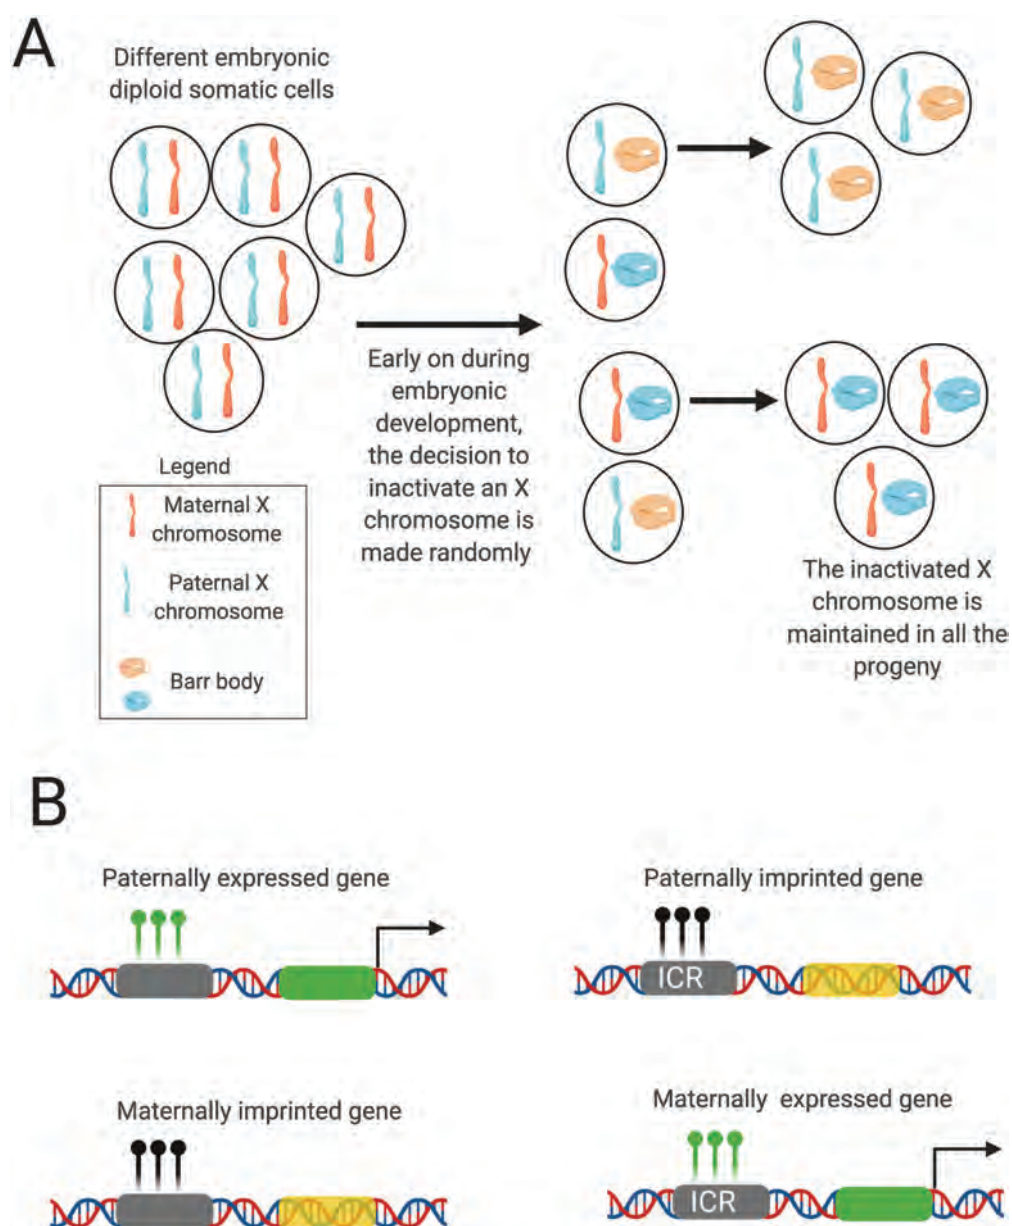 A
Different embryonic
diploid somatic cells
Early on during
embryonic
development,
the decision to
inactivate an X
chromosome is
made randomly
Legend
Maternal X
chromosome
Paternal X
chromosome
Barr body
The inactivated X
chromosome is
maintained in all the
progeny
B
Paternally expressed gene
Paternally imprinted gene
ICR
Maternally imprinted gene
Maternally expressed gene
ICR